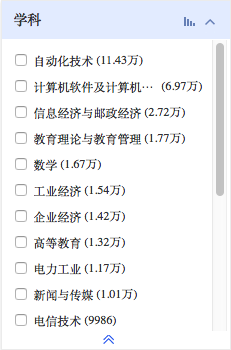 学科
自动化技术 (11.43万)
计算机软件及计算机… (6.97万)
信息经济与邮政经济 (2.72万)
教育理论与教育管理 (1.77万)
数学 (1.67万)
工业经济 (1.54万)
企业经济 (1.42万)
高等教育 (1.32万)
电力工业 (1.17万)
新闻与传媒 (1.01万)
电信技术 (9986)